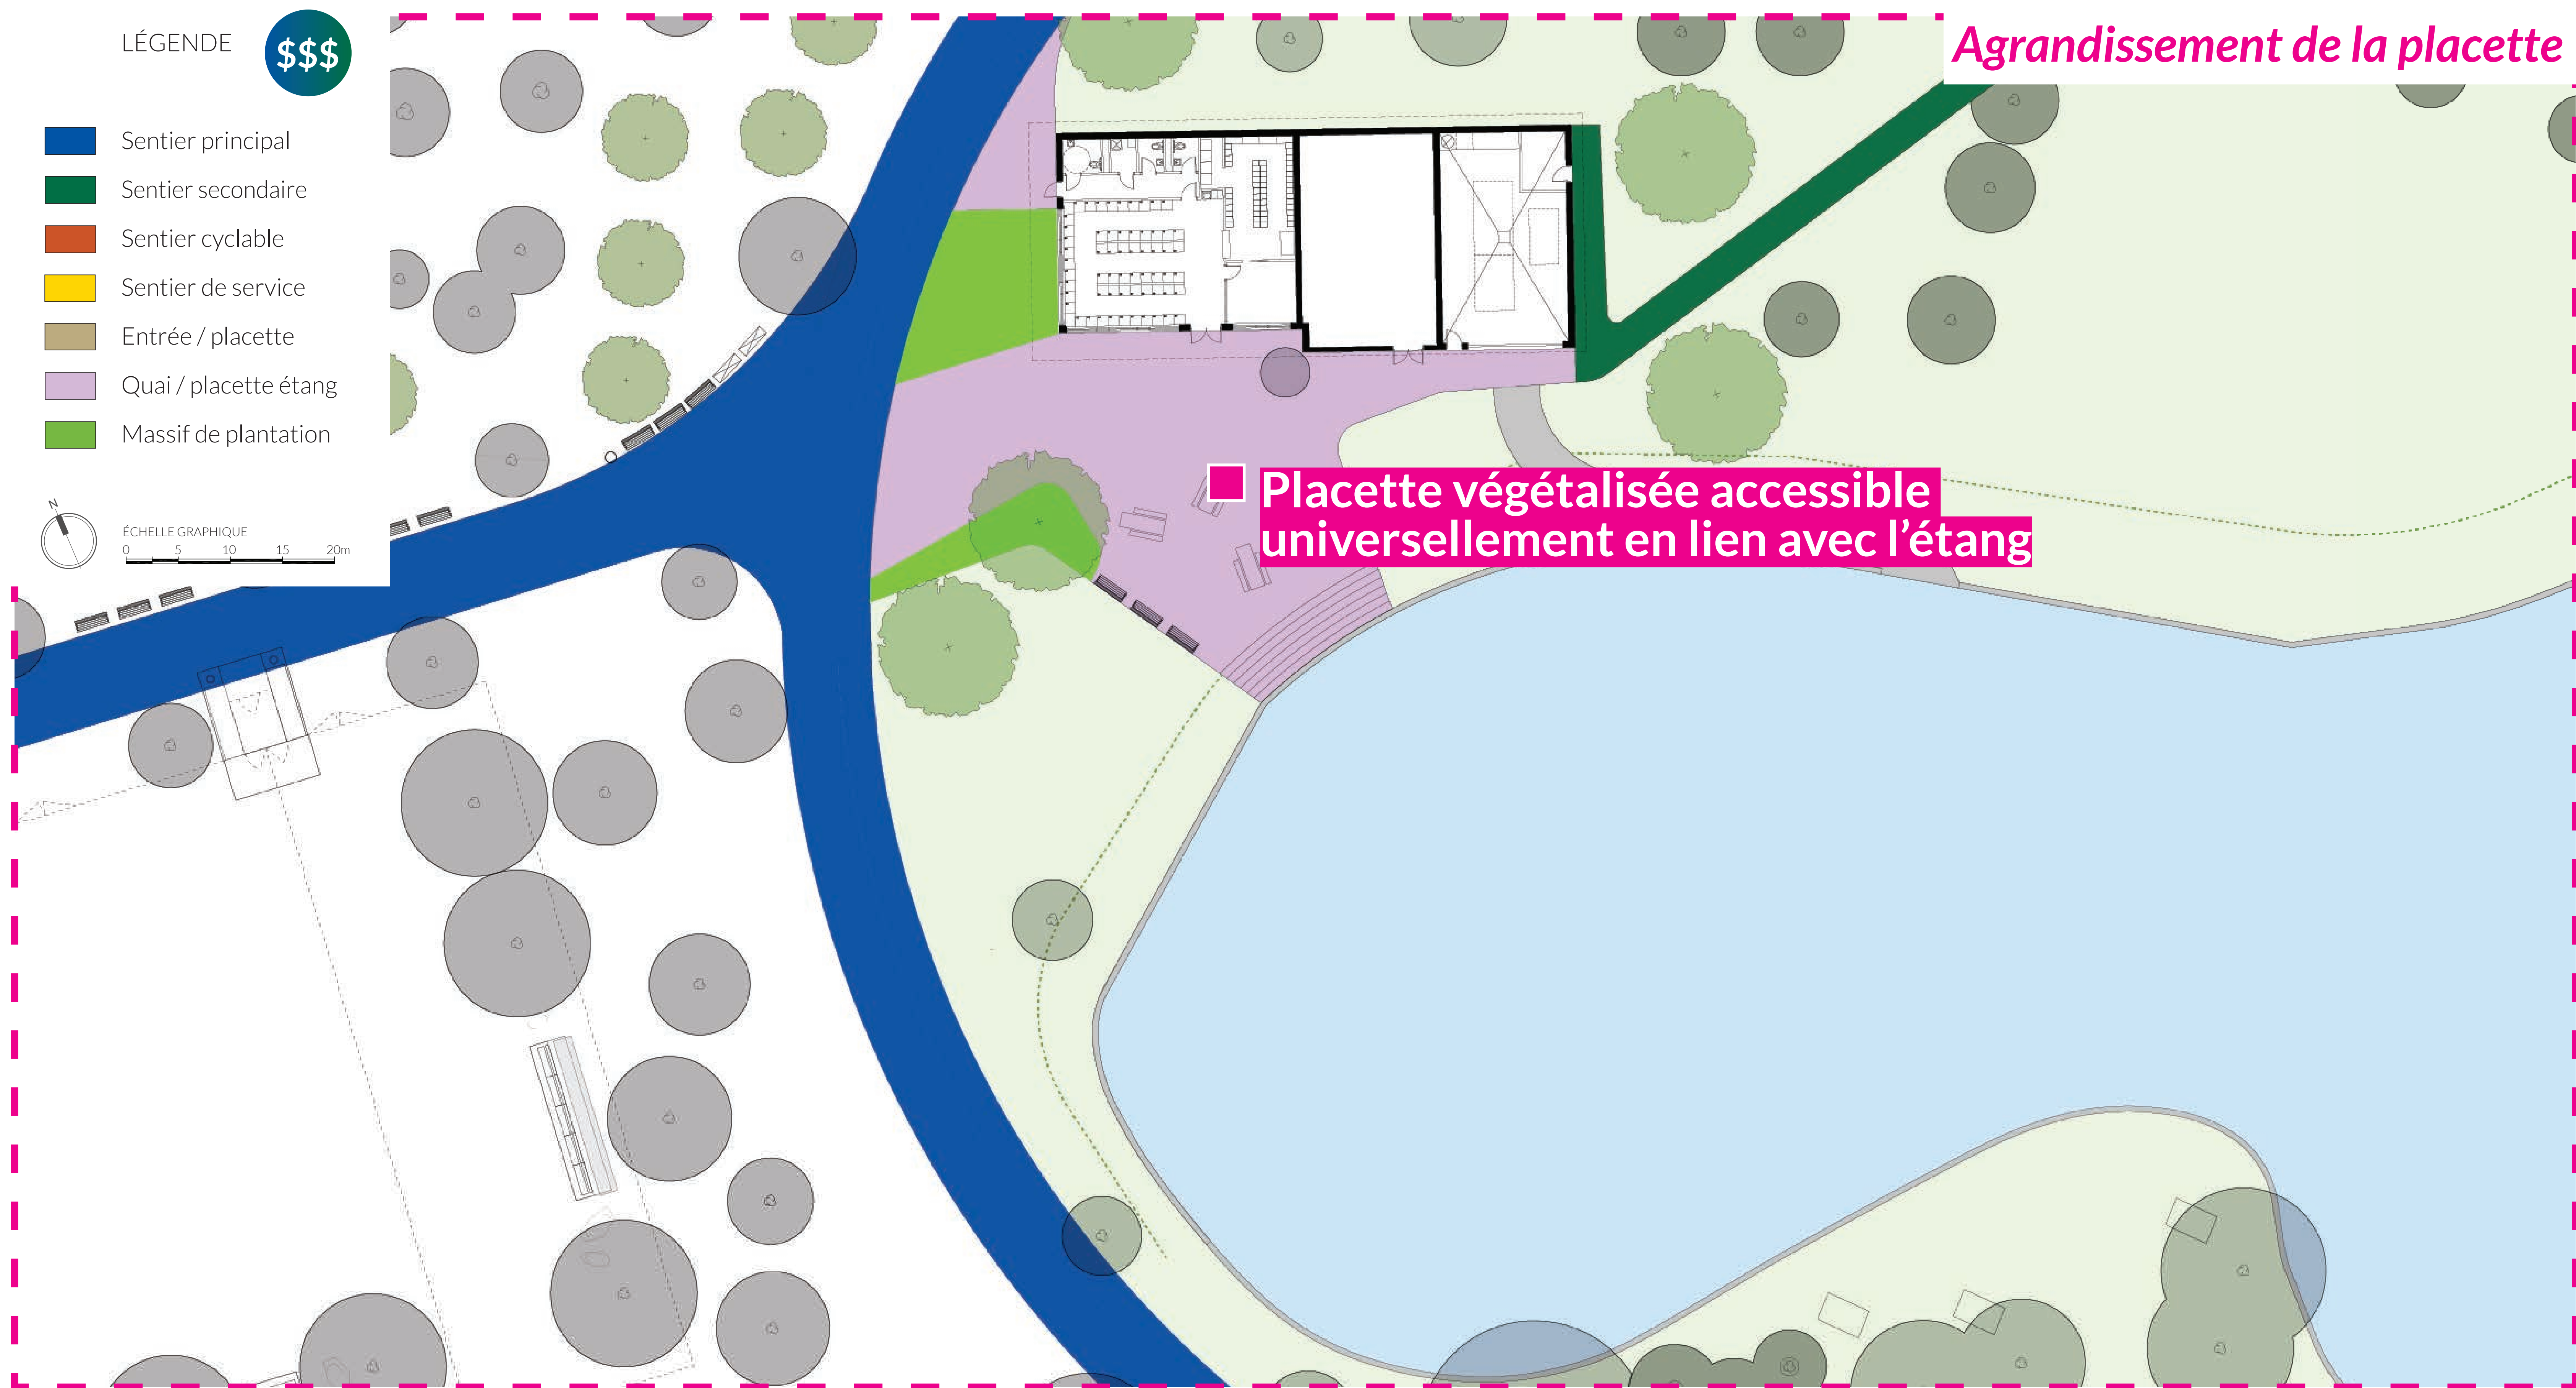 LÉGENDE
$$$
Sentier principal
Sentier secondaire
Sentier cyclable
Sentier de service
Entrée / placette
Quai / placette étang
Massif de plantation
N
ÉCHELLE GRAPHIQUE
0 5 10 15 20m
Agrandissement de la placette
Placette végétalisée accessible
universellement en lien avec l'étang